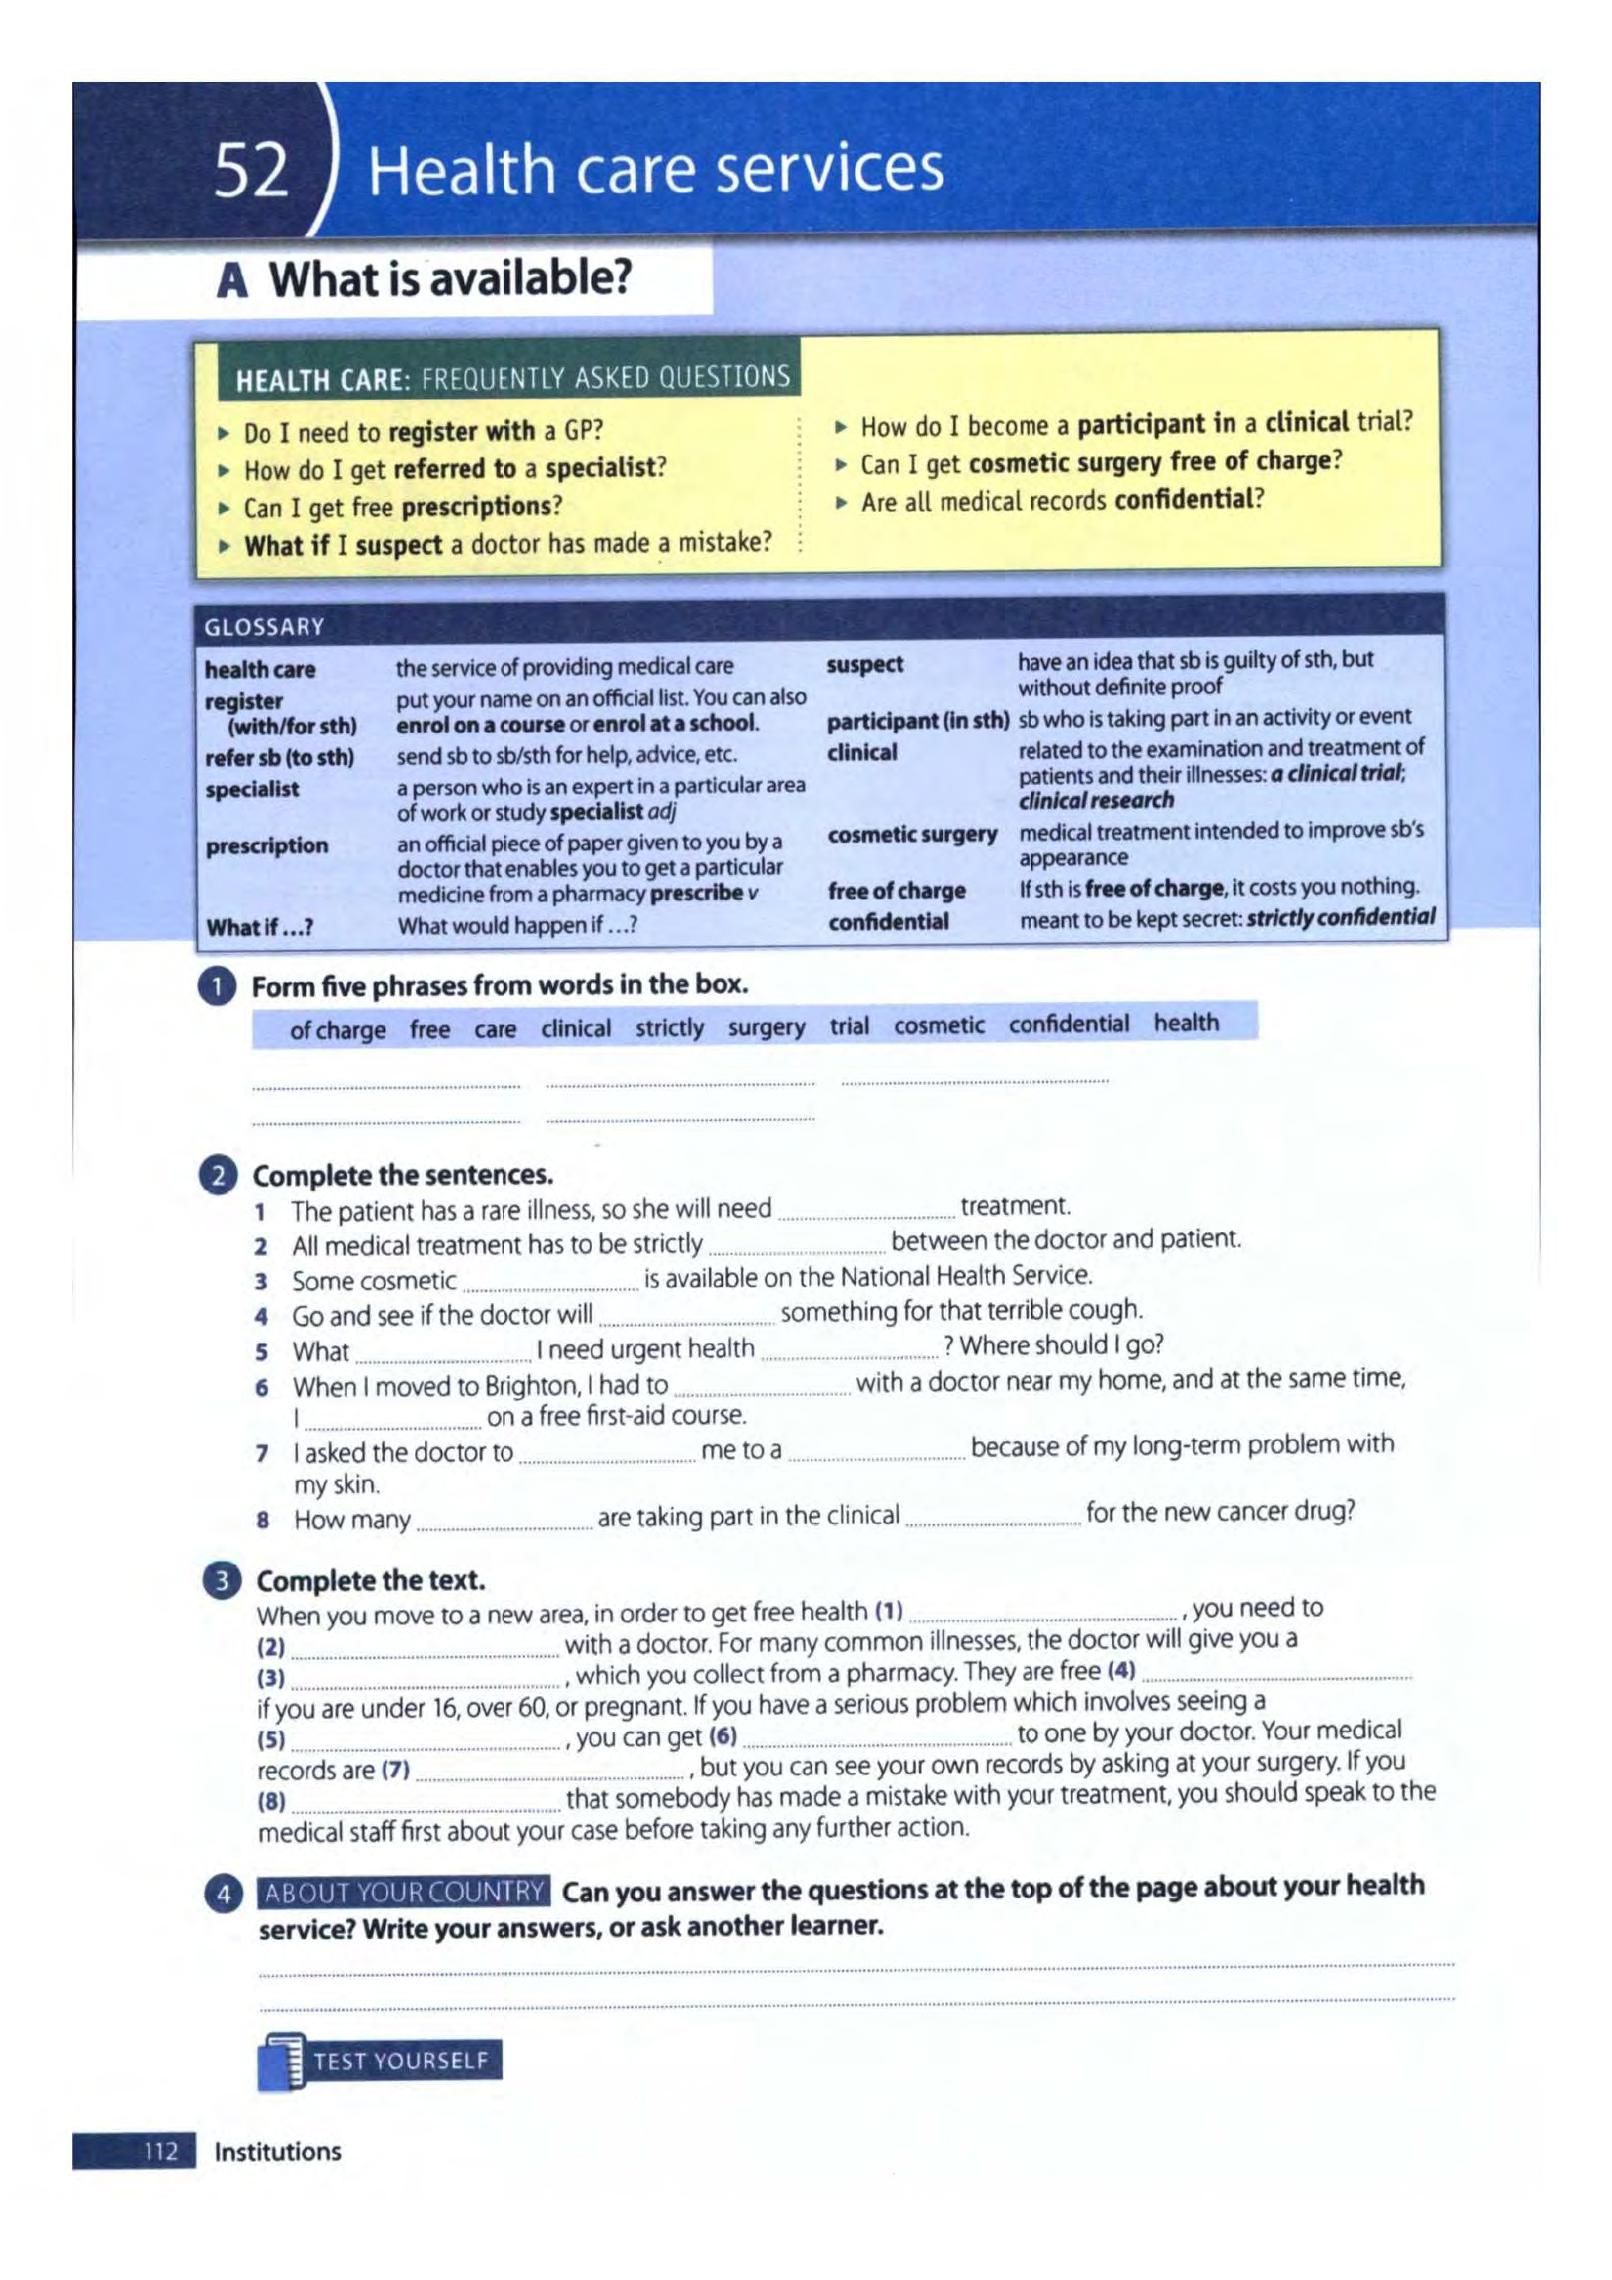 52 Health care services
A What is available?
HEALTH CARE: FREQUENTLY ASKED QUESTIONS
▸ Do I need to register with a GP?
▸ How do I get referred to a specialist?
▸ Can I get free prescriptions?
▸ What if I suspect a doctor has made a mistake?
▸ How do I become a participant in a clinical trial?
▸ Can I get cosmetic surgery free of charge?
▸ Are all medical records confidential?
GLOSSARY
health care the service of providing medical care
register put your name on an official list. You can also
(with/for sth) enrol on a course or enrol at a school.
refer sb (to sth) send sb to sb/sth for help, advice, etc.
specialist a person who is an expert in a particular area
of work or study specialist adj
prescription an official piece of paper given to you by a
doctor that enables you to get a particular
medicine from a pharmacy prescribe v
What if ...? What would happen if ...?
suspect have an idea that sb is guilty of sth, but
without definite proof
participant (in sth) sb who is taking part in an activity or event
clinical related to the examination and treatment of
patients and their illnesses: a clinical trial;
clinical research
cosmetic surgery medical treatment intended to improve sb's
appearance
free of charge If sth is free of charge, it costs you nothing.
confidential meant to be kept secret: strictly confidential
1 Form five phrases from words in the box.
of charge free care clinical strictly surgery trial cosmetic confidential health
2 Complete the sentences.
1 The patient has a rare illness, so she will need ............ treatment.
2 All medical treatment has to be strictly ............ between the doctor and patient.
3 Some cosmetic ............ is available on the National Health Service.
4 Go and see if the doctor will ............ something for that terrible cough.
5 What ............ I need urgent health ............ ? Where should I go?
6 When I moved to Brighton, I had to ............ with a doctor near my home, and at the same time,
I ............ on a free first-aid course.
7 I asked the doctor to ............ me to a ............ because of my long-term problem with
my skin.
8 How many ............ are taking part in the clinical ............ for the new cancer drug?
3 Complete the text.
When you move to a new area, in order to get free health (1) ............ , you need to
(2) ............ with a doctor. For many common illnesses, the doctor will give you a
(3) ............ , which you collect from a pharmacy. They are free (4) ............
if you are under 16, over 60, or pregnant. If you have a serious problem which involves seeing a
(5) ............ , you can get (6) ............ to one by your doctor. Your medical
records are (7) ............ , but you can see your own records by asking at your surgery. If you
(8) ............ that somebody has made a mistake with your treatment, you should speak to the
medical staff first about your case before taking any further action.
4 ABOUT YOUR COUNTRY Can you answer the questions at the top of the page about your health
service? Write your answers, or ask another learner.
TEST YOURSELF
112 Institutions